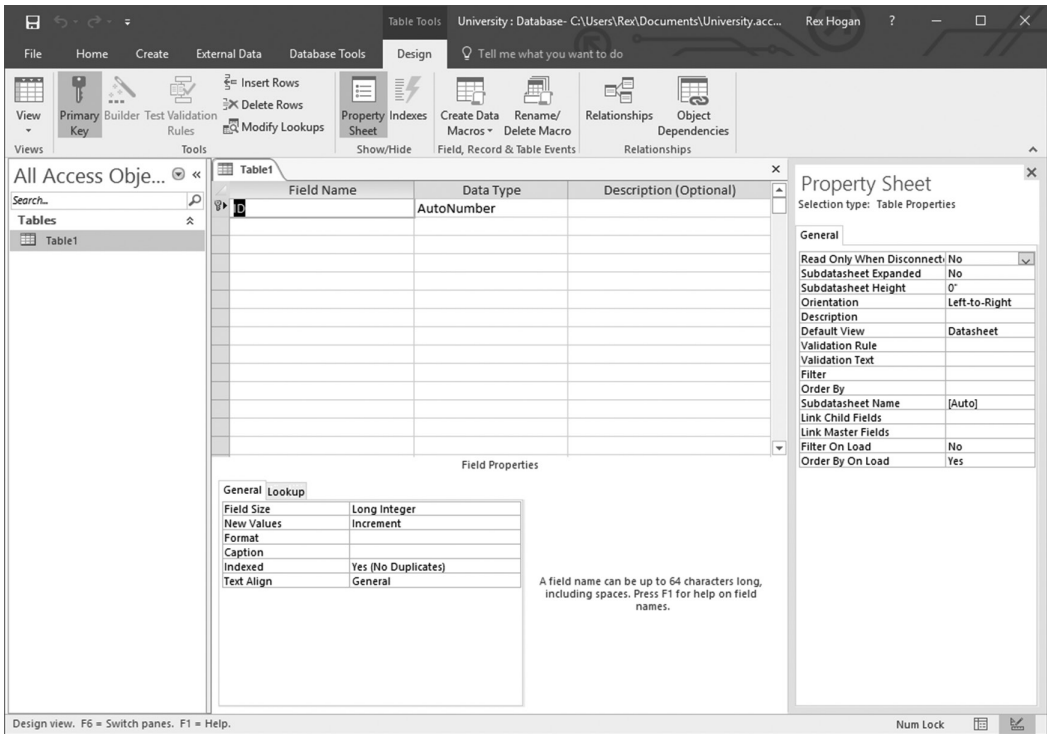 Table Tools University : Database- C:\Users\Rex\Documents\University.acc... Rex Hogan ?
File Home Create External Data Database Tools Design Tell me what you want to do
View
Primary Key
Builder
Test Validation Rules
Insert Rows
Delete Rows
Modify Lookups
Property Sheet
Indexes
Create Data Macros
Rename/ Delete Macro
Relationships
Object Dependencies
Views Tools Show/Hide Field, Record & Table Events Relationships
All Access Obje... «
Search...
Tables
Table1
Table1
Field Name Data Type Description (Optional)
ID AutoNumber
Field Properties
General Lookup
Field Size Long Integer
New Values Increment
Format
Caption
Indexed Yes (No Duplicates)
Text Align General
A field name can be up to 64 characters long,
including spaces. Press F1 for help on field
names.
Property Sheet
Selection type: Table Properties
General
Read Only When Disconnect No
Subdatasheet Expanded No
Subdatasheet Height 0"
Orientation Left-to-Right
Description
Default View Datasheet
Validation Rule
Validation Text
Filter
Order By
Subdatasheet Name [Auto]
Link Child Fields
Link Master Fields
Filter On Load No
Order By On Load Yes
Design view. F6 = Switch panes. F1 = Help. Num Lock